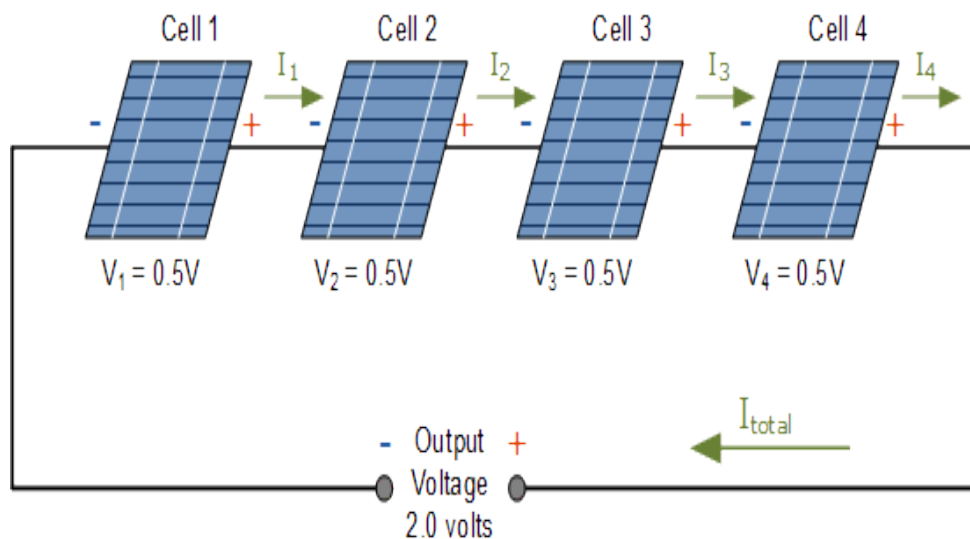 Cell 1 Cell 2 Cell 3 Cell 4
I₁ I₂ I₃ I₄
- + - + - + - +
V₁ = 0.5V V₂ = 0.5V V₃ = 0.5V V₄ = 0.5V
I_total
- Output +
Voltage
2.0 volts